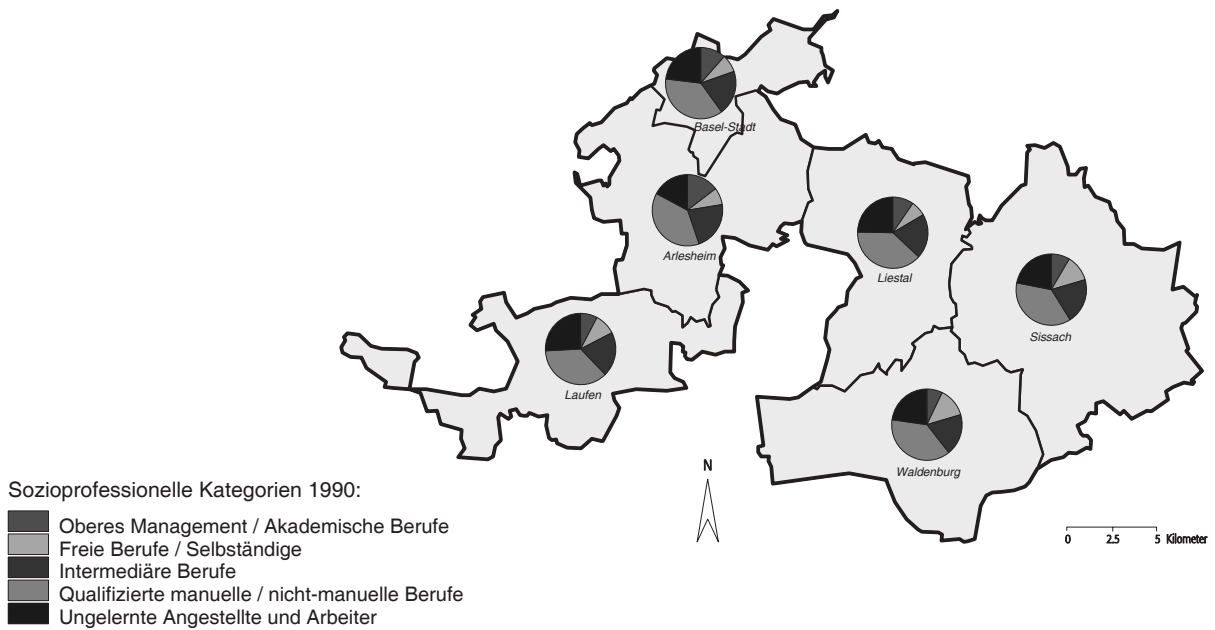 Basel-Stadt
Arlesheim
Liestal
Sissach
Laufen
Waldenburg
N
0 2.5 5 Kilometer
Sozioprofessionelle Kategorien 1990:
Oberes Management / Akademische Berufe
Freie Berufe / Selbständige
Intermediäre Berufe
Qualifizierte manuelle / nicht-manuelle Berufe
Ungelernte Angestellte und Arbeiter